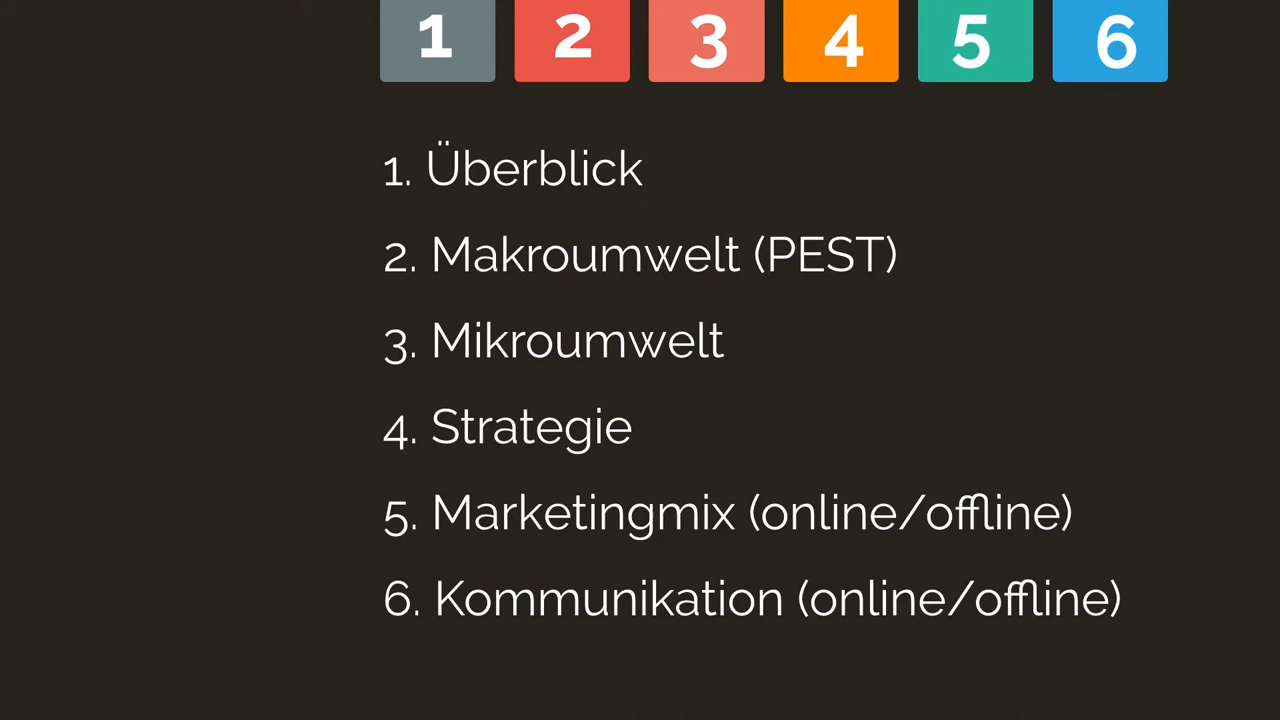 1 2 3 4 5 6
1. Überblick
2. Makroumwelt (PEST)
3. Mikroumwelt
4. Strategie
5. Marketingmix (online/offline)
6. Kommunikation (online/offline)